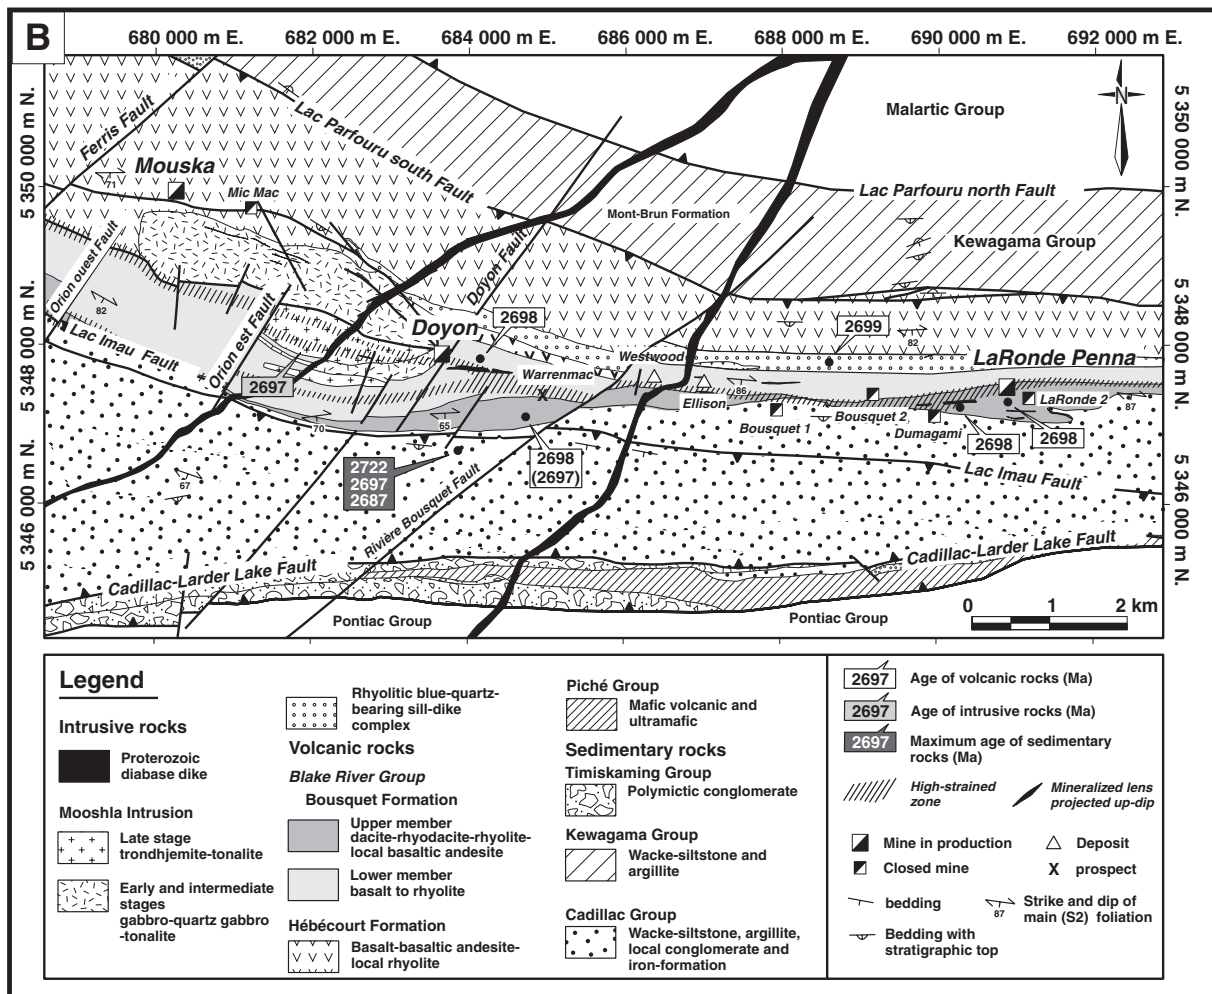 B
680 000 m E.
682 000 m E.
684 000 m E.
686 000 m E.
688 000 m E.
690 000 m E.
692 000 m E.
5 350 000 m N.
5 348 000 m N.
5 346 000 m N.
5 350 000 m N.
5 348 000 m N.
5 346 000 m N.
N
Malartic Group
Ferris Fault
Lac Parfouru south Fault
Mouska
71
Mic Mac
Lac Parfouru north Fault
Mont-Brun Formation
Kewagama Group
Orion ouest Fault
82
Doyon Fault
Orion est Fault
Lac Imau Fault
Doyon
2698
2699
82
LaRonde Penna
Westwood
Warrenmac
2697
86
Ellison
Bousquet 2
LaRonde 2
87
Bousquet 1
Dumagami
70
65
2698
2698
2698
(2697)
2722
2697
2687
67
Lac Imau Fault
Rivière Bousquet Fault
Cadillac-Larder Lake Fault
Cadillac-Larder Lake Fault
Pontiac Group
Pontiac Group
0 1 2 km
Legend
Intrusive rocks
Proterozoic
diabase dike
Mooshla Intrusion
Late stage
trondhjemite-tonalite
Early and intermediate
stages
gabbro-quartz gabbro
-tonalite
Rhyolitic blue-quartz-
bearing sill-dike
complex
Volcanic rocks
Blake River Group
Bousquet Formation
Upper member
dacite-rhyodacite-rhyolite-
local basaltic andesite
Lower member
basalt to rhyolite
Hébécourt Formation
Basalt-basaltic andesite-
local rhyolite
Piché Group
Mafic volcanic and
ultramafic
Sedimentary rocks
Timiskaming Group
Polymictic conglomerate
Kewagama Group
Wacke-siltstone and
argillite
Cadillac Group
Wacke-siltstone, argillite,
local conglomerate and
iron-formation
2697 Age of volcanic rocks (Ma)
2697 Age of intrusive rocks (Ma)
2697 Maximum age of sedimentary
rocks (Ma)
High-strained
zone
Mineralized lens
projected up-dip
Mine in production
Deposit
Closed mine
X prospect
bedding
87 Strike and dip of
main (S2) foliation
Bedding with
stratigraphic top